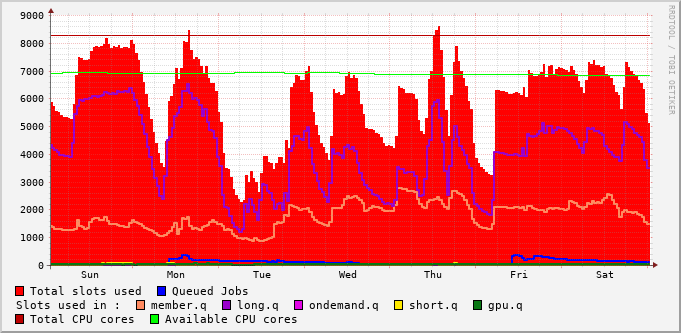 9000
8000
7000
6000
5000
4000
3000
2000
1000
0
Sun Mon Tue Wed Thu Fri Sat
RRDTOOL / TOBI OETIKER
Total slots used Queued Jobs
Slots used in : member.q long.q ondemand.q short.q gpu.q
Total CPU cores Available CPU cores